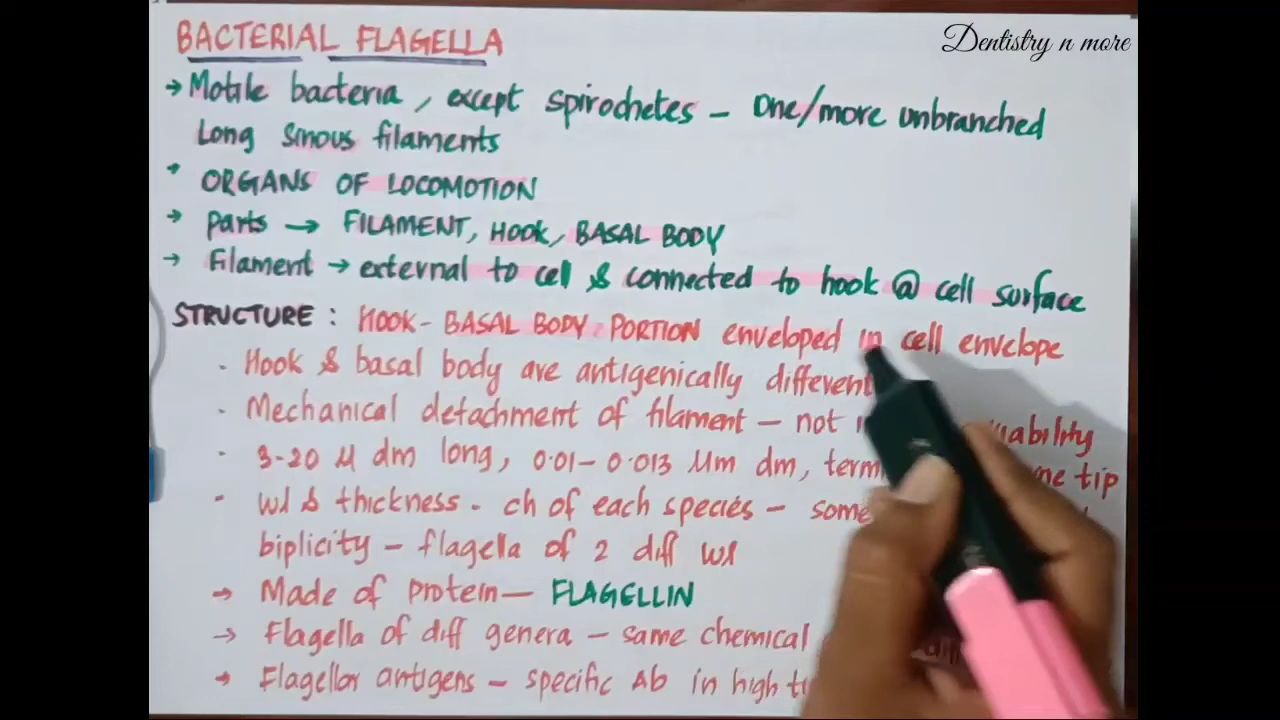 Dentistry n more
BACTERIAL FLAGELLA
→ Motile bacteria, except spirochetes – One/more unbranched
Long Sinous filaments
• ORGANS OF LOCOMOTION
→ Parts → FILAMENT, HOOK, BASAL BODY
→ Filament → external to cell & connected to hook @ cell surface
STRUCTURE : HOOK - BASAL BODY PORTION enveloped in cell envelope
· Hook & basal body are antigenically different
· Mechanical detachment of filament – not
· 3-20 μ dm long, 0.01 – 0.013 μm dm, tip
· wl & thickness - ch of each species – some
biplicity – flagella of 2 diff wl
→ Made of protein – FLAGELLIN
→ Flagella of diff genera – same chemical
→ Flagellar antigens – specific Ab in high